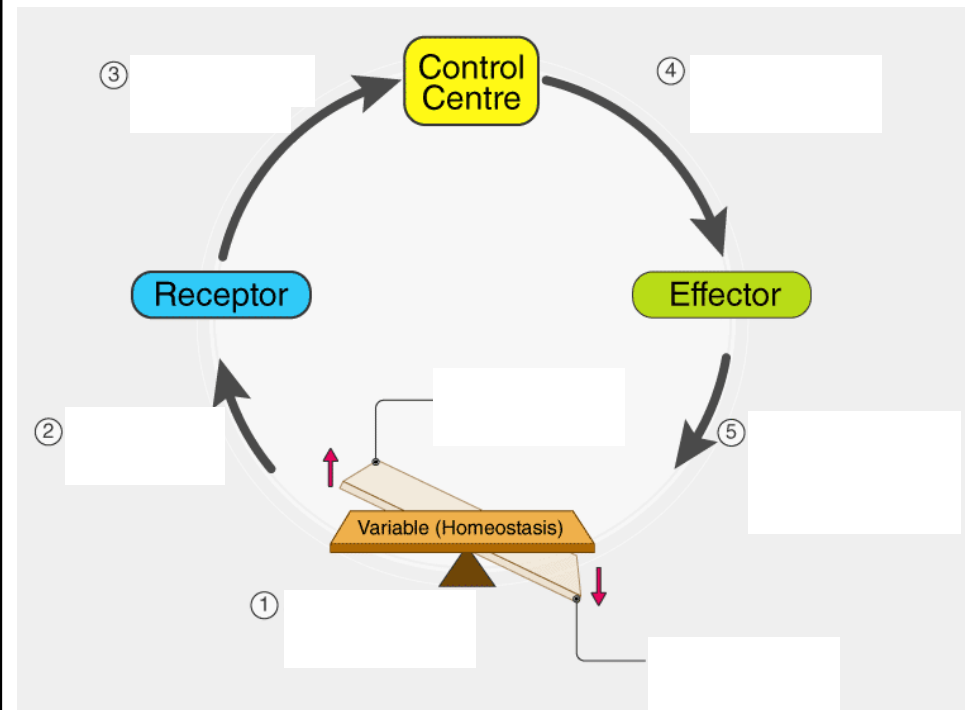 ③
Control
Centre
④
Receptor
Effector
②
⑤
Variable (Homeostasis)
①